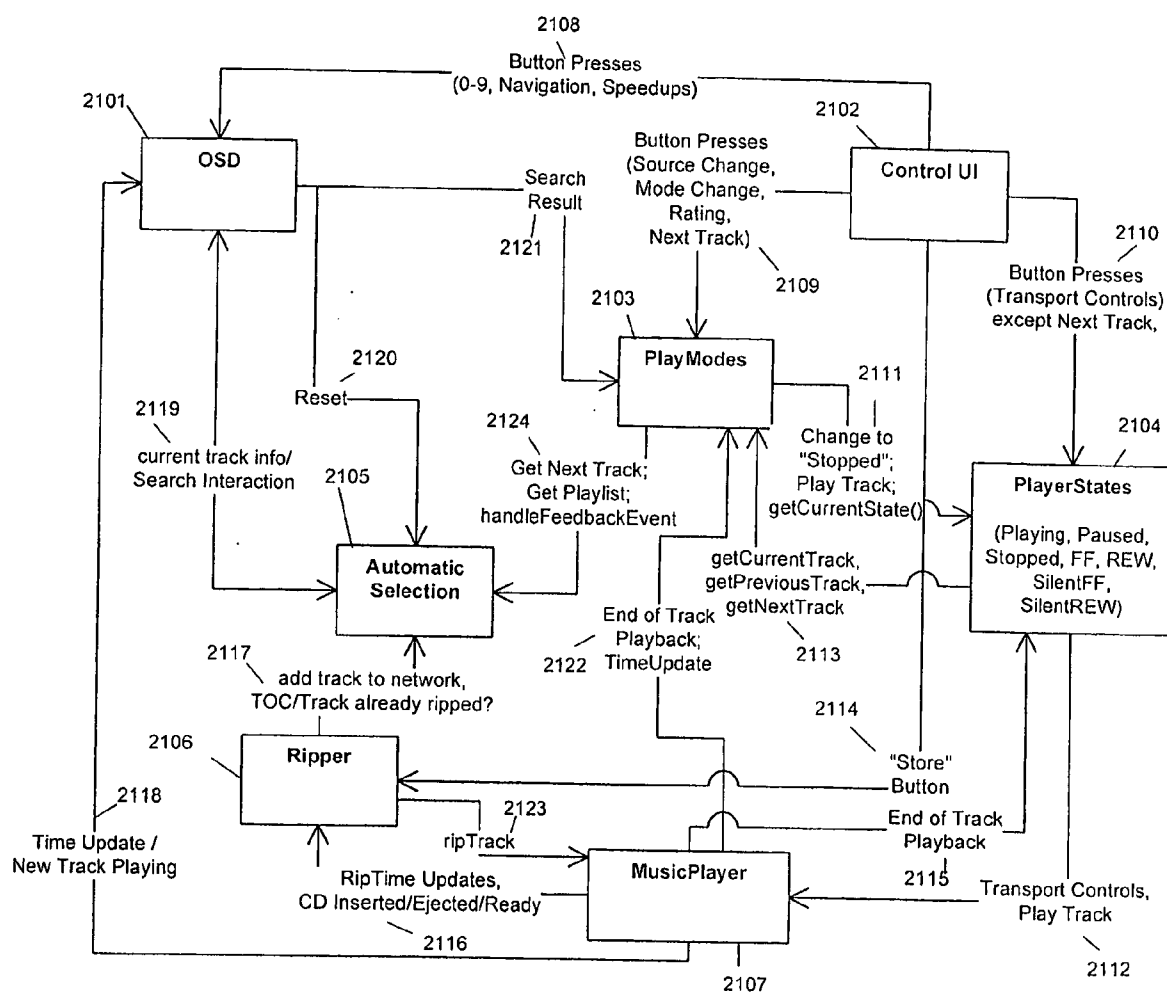 2108
Button Presses
(0-9, Navigation, Speedups)
2101
OSD
2102
Control UI
Button Presses
(Source Change,
Mode Change,
Rating,
Next Track)
2109
Search
Result
2121
2110
Button Presses
(Transport Controls)
except Next Track,
2103
PlayModes
2120
Reset
2111
Change to
"Stopped";
Play Track;
getCurrentState()
2104
PlayerStates
(Playing, Paused,
Stopped, FF, REW,
SilentFF,
SilentREW)
2119
current track info/
Search Interaction
2124
Get Next Track;
Get Playlist;
handleFeedbackEvent
2105
Automatic
Selection
getCurrentTrack,
getPreviousTrack,
getNextTrack
2113
End of Track
Playback;
TimeUpdate
2122
2117
add track to network,
TOC/Track already ripped?
2114
"Store"
Button
2106
Ripper
2118
Time Update /
New Track Playing
2123
ripTrack
End of Track
Playback
2115
MusicPlayer
RipTime Updates,
CD Inserted/Ejected/Ready
2116
Transport Controls,
Play Track
2112
2107